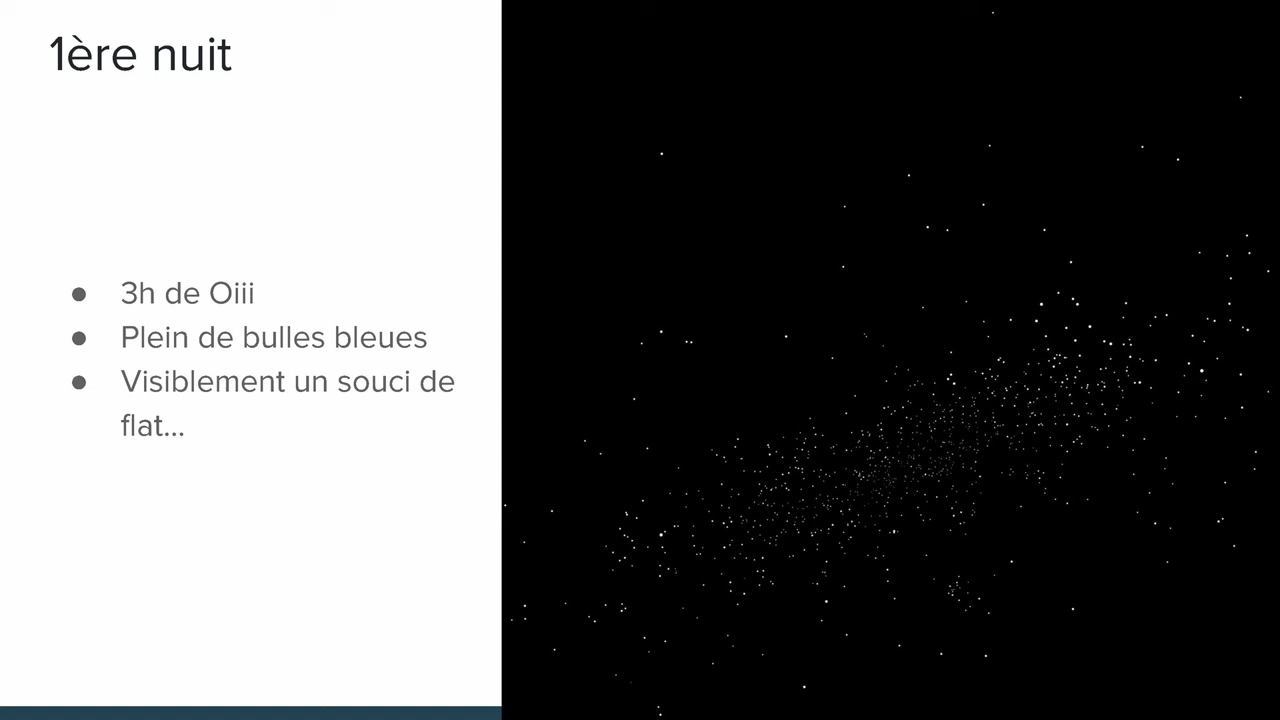 1ère nuit
● 3h de Oiii
● Plein de bulles bleues
● Visiblement un souci de
flat...